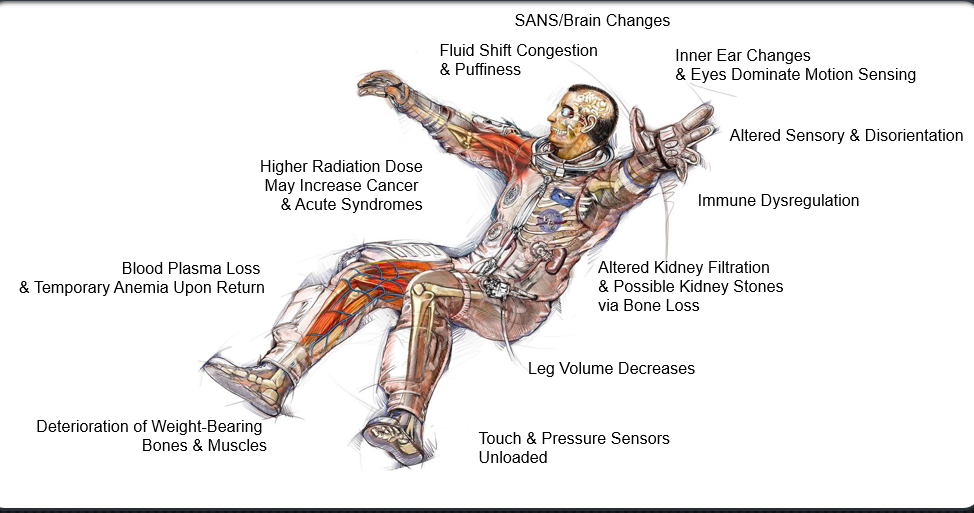 SANS/Brain Changes
Fluid Shift Congestion
& Puffiness
Inner Ear Changes
& Eyes Dominate Motion Sensing
Altered Sensory & Disorientation
Higher Radiation Dose
May Increase Cancer
& Acute Syndromes
Immune Dysregulation
Blood Plasma Loss
& Temporary Anemia Upon Return
Altered Kidney Filtration
& Possible Kidney Stones
via Bone Loss
Leg Volume Decreases
Deterioration of Weight-Bearing
Bones & Muscles
Touch & Pressure Sensors
Unloaded